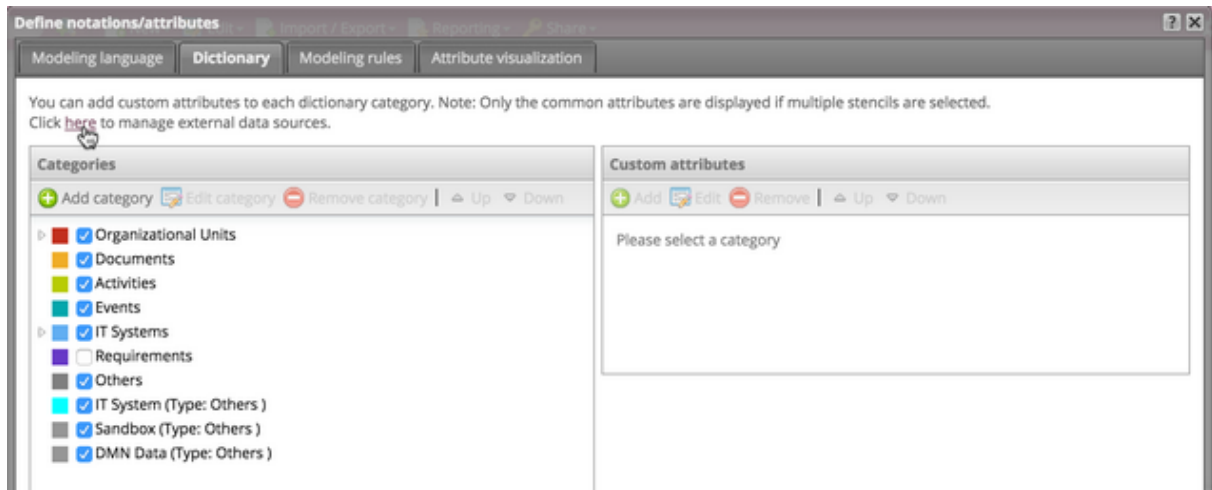 Define notations/attributes
Import / Export
Reporting
Share
Modeling language Dictionary Modeling rules Attribute visualization
You can add custom attributes to each dictionary category. Note: Only the common attributes are displayed if multiple stencils are selected.
Click here to manage external data sources.
Categories
Add category Edit category Remove category | Up Down
Organizational Units
Documents
Activities
Events
IT Systems
Requirements
Others
IT System (Type: Others )
Sandbox (Type: Others )
DMN Data (Type: Others )
Custom attributes
Add Edit Remove | Up Down
Please select a category